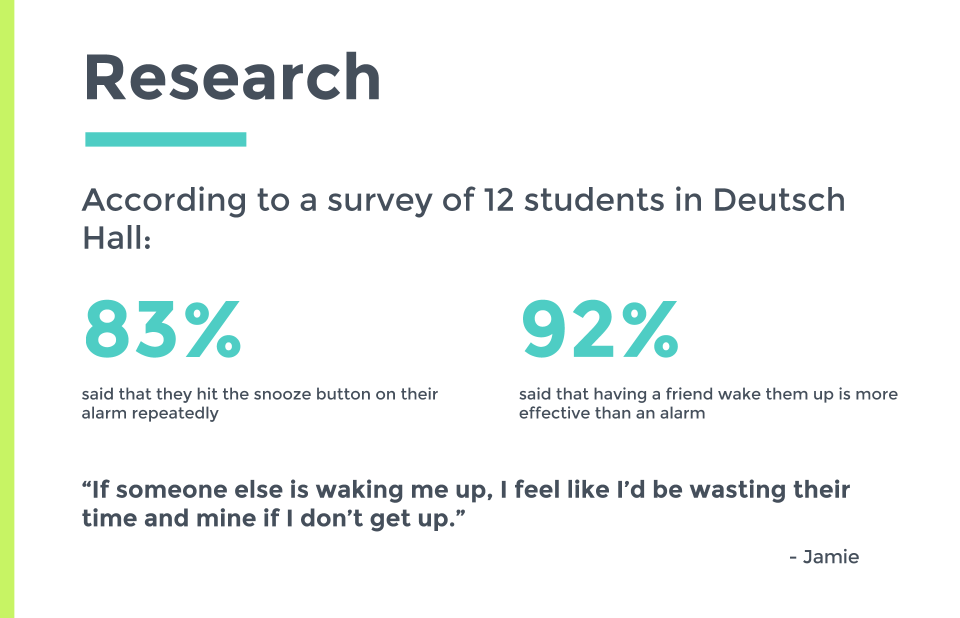 Research
According to a survey of 12 students in Deutsch
Hall:
83%
said that they hit the snooze button on their
alarm repeatedly
92%
said that having a friend wake them up is more
effective than an alarm
“If someone else is waking me up, I feel like I’d be wasting their
time and mine if I don’t get up.”
- Jamie